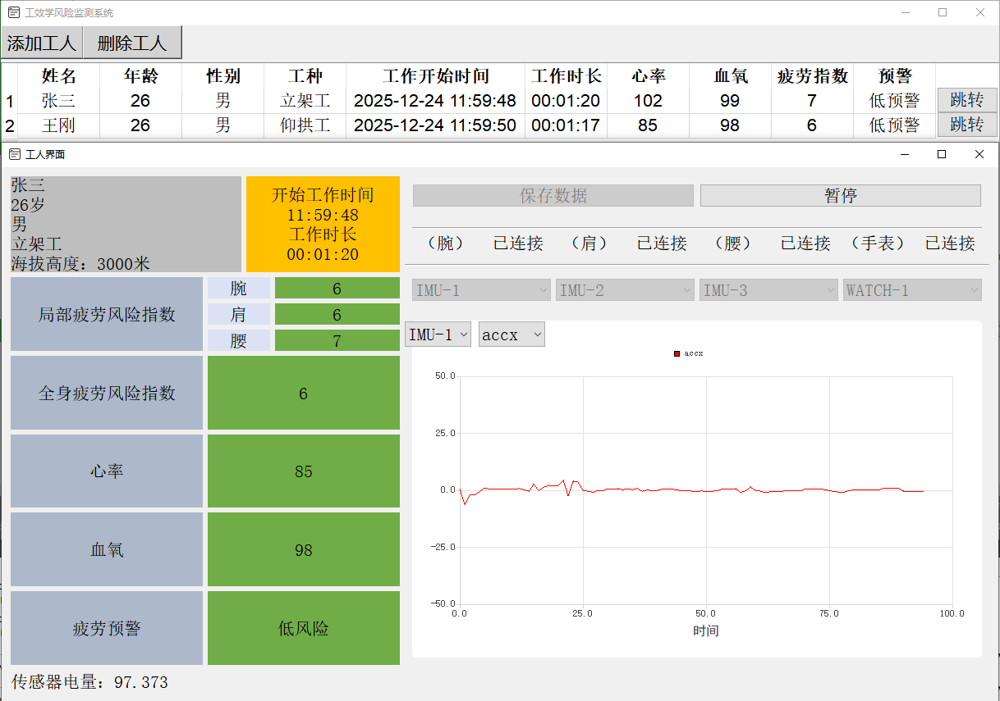 工效学风险监测系统
添加工人 删除工人
姓名 年龄 性别 工种 工作开始时间 工作时长 心率 血氧 疲劳指数 预警
1 张三 26 男 立架工 2025-12-24 11:59:48 00:01:20 102 99 7 低预警 跳转
2 王刚 26 男 仰拱工 2025-12-24 11:59:50 00:01:17 85 98 6 低预警 跳转
工人界面
张三
26岁
男
立架工
海拔高度：3000米
开始工作时间
11:59:48
工作时长
00:01:20
保存数据 暂停
（腕） 已连接 （肩） 已连接 （腰） 已连接 （手表） 已连接
IMU-1 IMU-2 IMU-3 WATCH-1
局部疲劳风险指数
腕 6
肩 6
腰 7
全身疲劳风险指数 6
心率 85
血氧 98
疲劳预警 低风险
传感器电量：97.373
IMU-1 accx
accx
50.0
25.0
0.0
-25.0
-50.0
0.0 25.0 50.0 75.0 100.0
时间